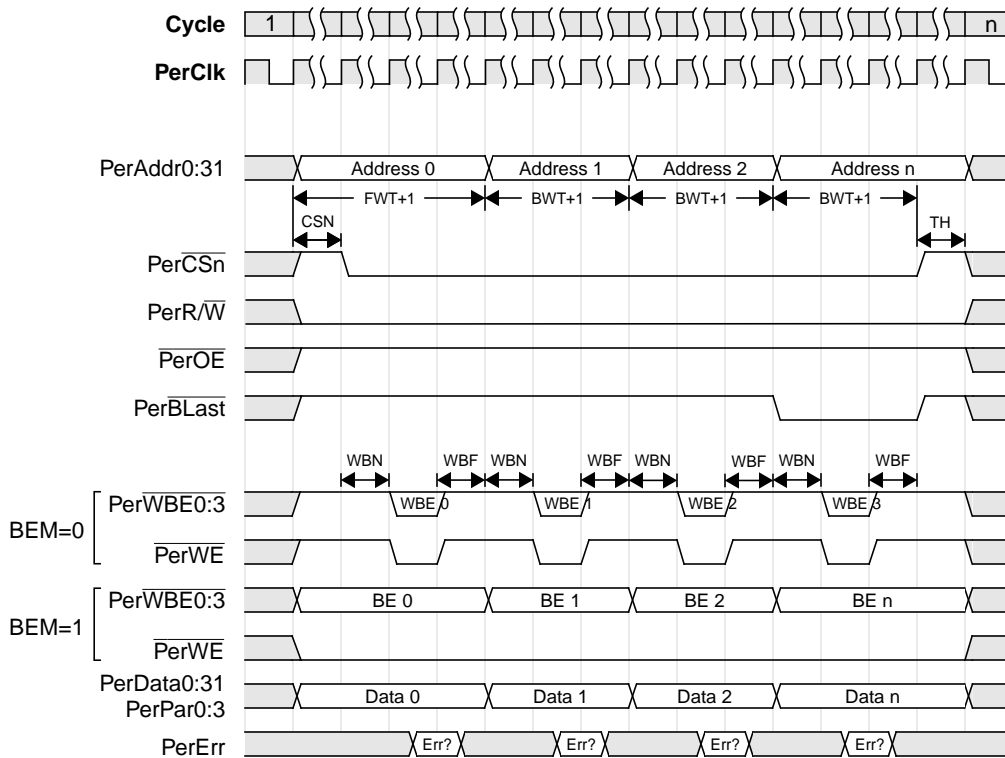 Cycle 1 n
PerClk
PerAddr0:31 Address 0 Address 1 Address 2 Address n
FWT+1 BWT+1 BWT+1 BWT+1
CSN TH
PerCSn
PerR/W
PerOE
PerBLast
WBN WBF WBN WBF WBN WBF WBN WBF
BEM=0
PerWBE0:3 WBE 0 WBE 1 WBE 2 WBE 3
PerWE
BEM=1
PerWBE0:3 BE 0 BE 1 BE 2 BE n
PerWE
PerData0:31
PerPar0:3
Data 0 Data 1 Data 2 Data n
PerErr Err? Err? Err? Err?